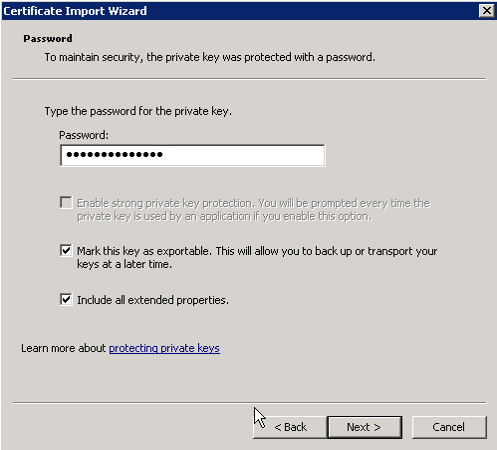 Certificate Import Wizard
Password
To maintain security, the private key was protected with a password.
Type the password for the private key.
Password:
••••••••••••••
Enable strong private key protection. You will be prompted every time the
private key is used by an application if you enable this option.
Mark this key as exportable. This will allow you to back up or transport your
keys at a later time.
Include all extended properties.
Learn more about protecting private keys
< Back Next > Cancel